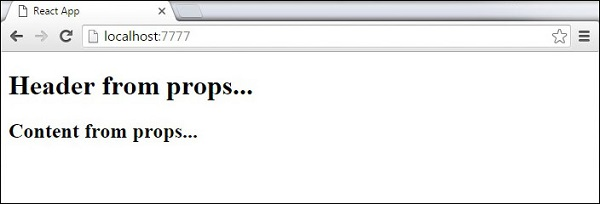 React App
localhost:7777
Header from props...
Content from props...